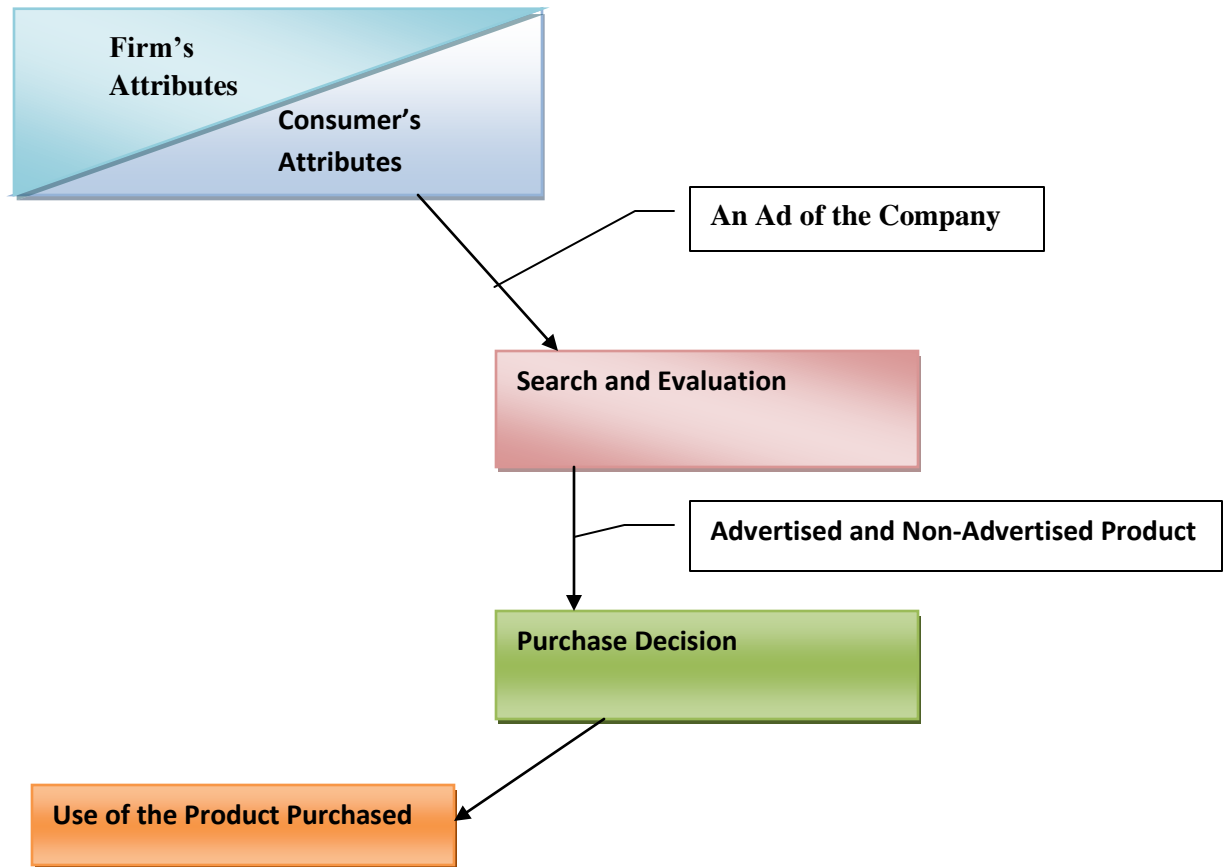 Firm’s
Attributes
Consumer’s
Attributes
An Ad of the Company
Search and Evaluation
Advertised and Non-Advertised Product
Purchase Decision
Use of the Product Purchased